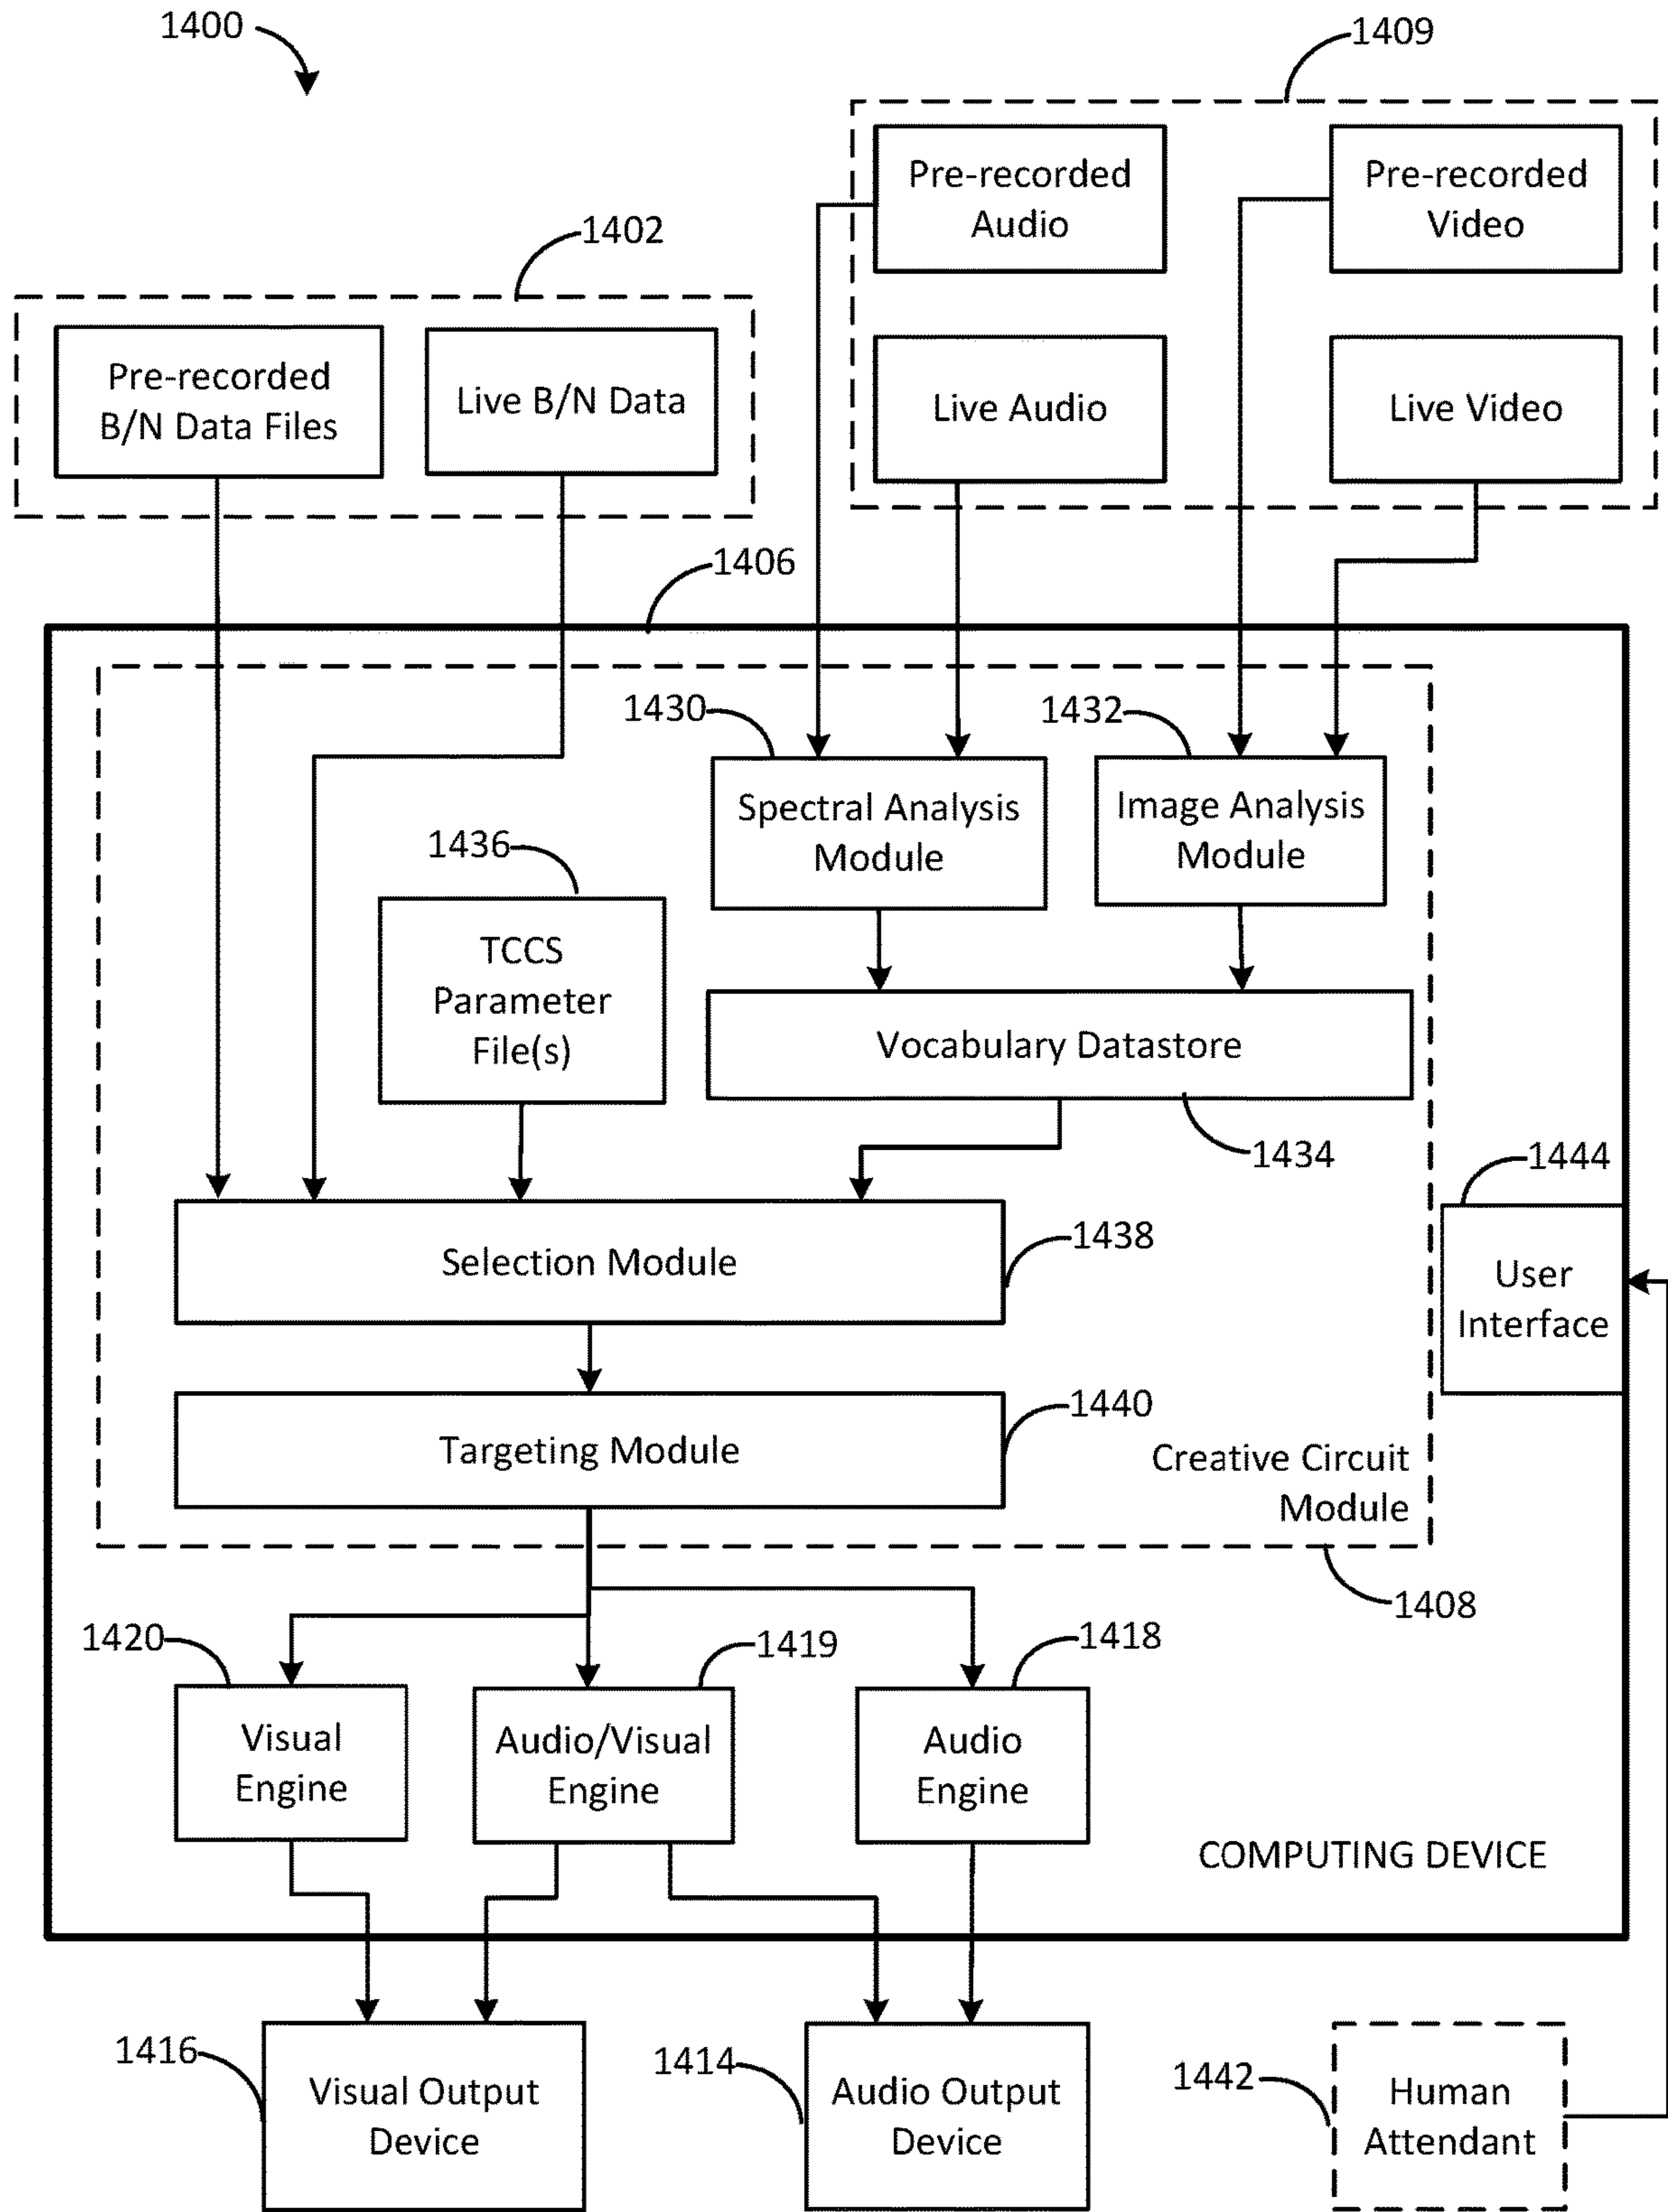 1400
1409
Pre-recorded
Audio
Pre-recorded
Video
1402
Pre-recorded
B/N Data Files
Live B/N Data
Live Audio
Live Video
1406
1430
1432
Spectral Analysis
Module
Image Analysis
Module
1436
TCCS
Parameter
File(s)
Vocabulary Datastore
1434
1444
Selection Module
1438
User
Interface
Targeting Module
1440
Creative Circuit
Module
1408
1420
1419
1418
Visual
Engine
Audio/Visual
Engine
Audio
Engine
COMPUTING DEVICE
1416
Visual Output
Device
1414
Audio Output
Device
1442
Human
Attendant